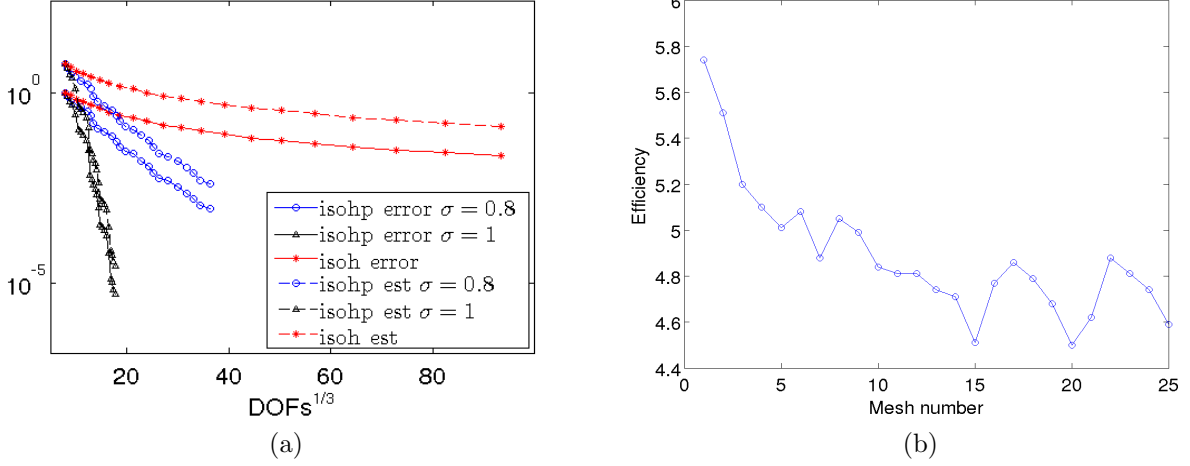 10^0
10^-5
20
40
60
80
DOFs^1/3
isohp error σ = 0.8
isohp error σ = 1
isoh error
isohp est σ = 0.8
isohp est σ = 1
isoh est
(a)
6
5.8
5.6
5.4
5.2
5
4.8
4.6
4.4
Efficiency
0
5
10
15
20
25
Mesh number
(b)